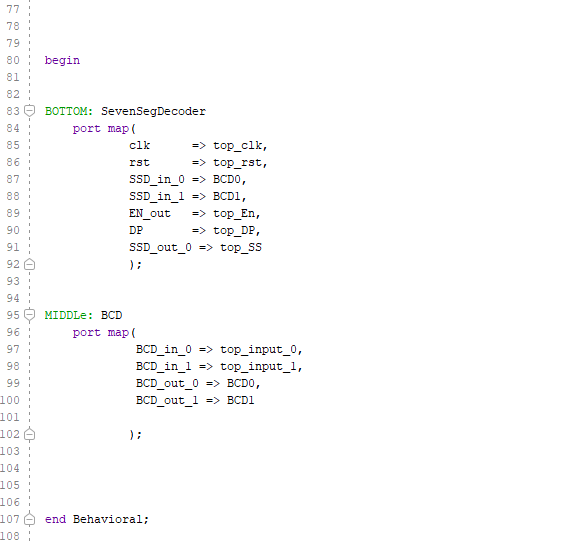 77
78
79
80 begin
81
82
83 BOTTOM: SevenSegDecoder
84 port map(
85 clk => top_clk,
86 rst => top_rst,
87 SSD_in_0 => BCD0,
88 SSD_in_1 => BCD1,
89 EN_out => top_En,
90 DP => top_DP,
91 SSD_out_0 => top_SS
92 );
93
94
95 MIDDLe: BCD
96 port map(
97 BCD_in_0 => top_input_0,
98 BCD_in_1 => top_input_1,
99 BCD_out_0 => BCD0,
100 BCD_out_1 => BCD1
101
102 );
103
104
105
106
107 end Behavioral;
108